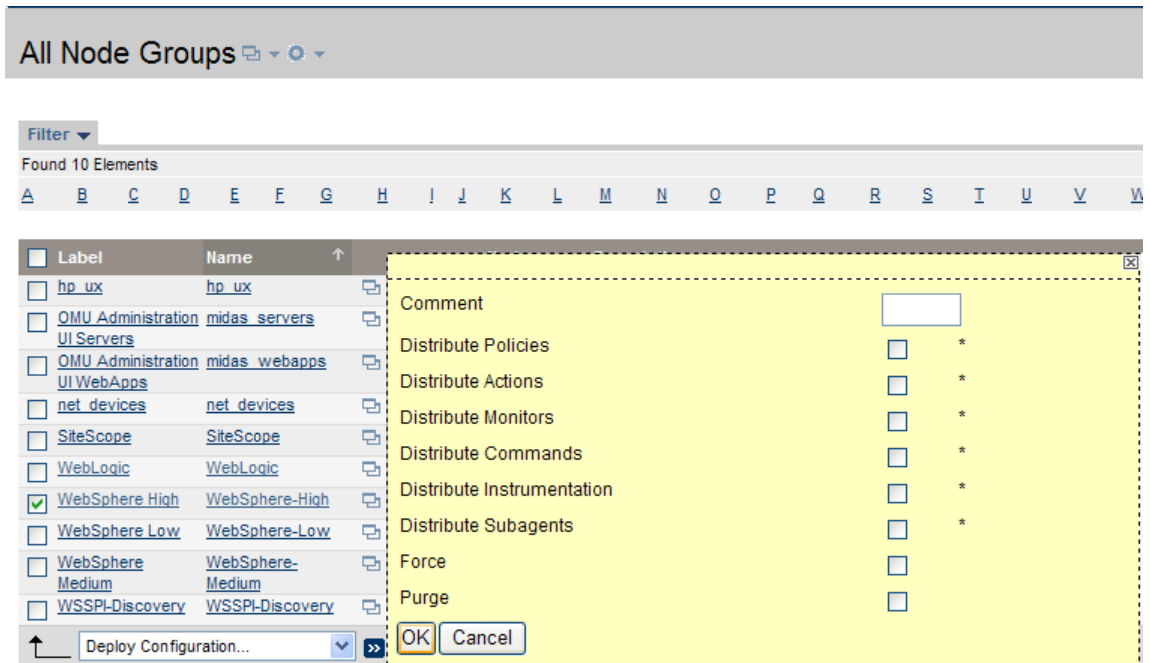 All Node Groups
Filter
Found 10 Elements
A B C D E F G H I J K L M N O P Q R S T U V W
Label Name
hp_ux hp_ux
OMU Administration midas_servers
UI Servers
OMU Administration midas_webapps
UI WebApps
net_devices net_devices
SiteScope SiteScope
WebLogic WebLogic
WebSphere High WebSphere-High
WebSphere Low WebSphere-Low
WebSphere WebSphere-
Medium Medium
WSSPI-Discovery WSSPI-Discovery
Deploy Configuration...
Comment
Distribute Policies *
Distribute Actions *
Distribute Monitors *
Distribute Commands *
Distribute Instrumentation *
Distribute Subagents *
Force
Purge
OK Cancel